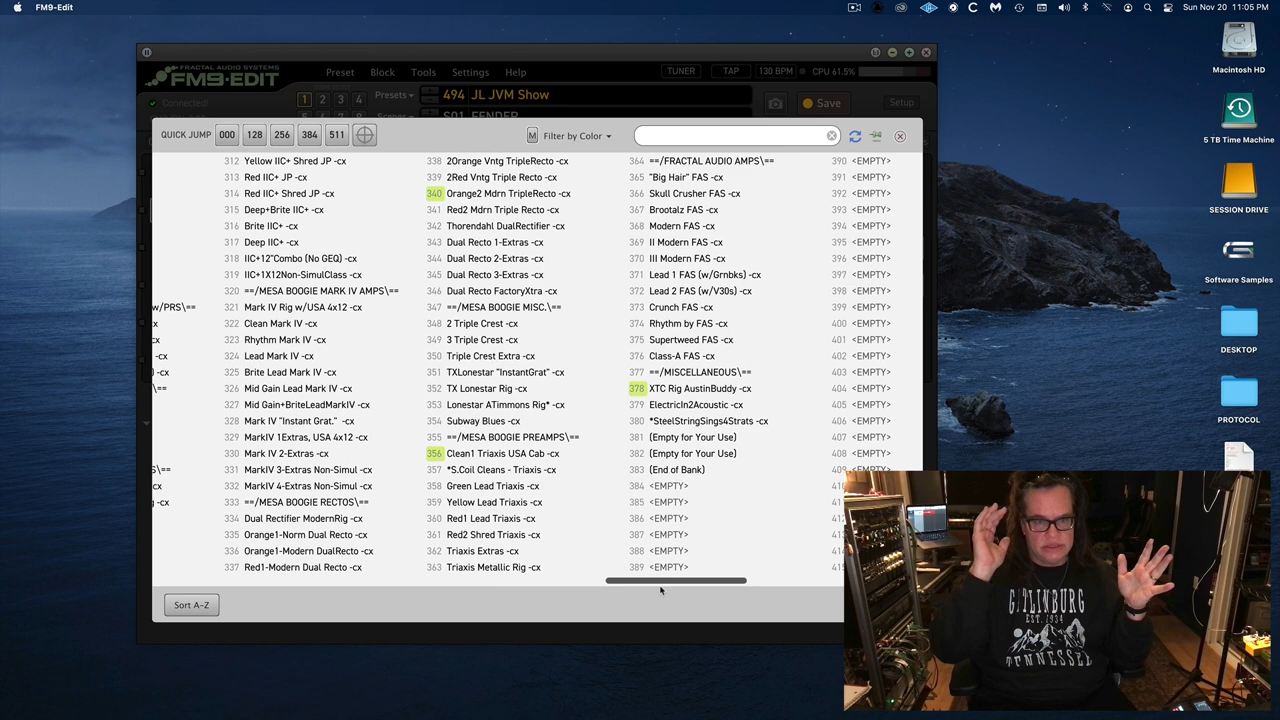 FM9-Edit
Sun Nov 20 11:05 PM
FM9-EDIT
Preset Block Tools Settings Help
TUNER TAP 130 BPM CPU 61.5%
Connected!
1 2 3 4
Presets
494 JL JVM Show
Save
Setup
QUICK JUMP 000 128 256 384 511
Filter by Color
w/PRS\==
312 Yellow IIC+ Shred JP -cx
313 Red IIC+ JP -cx
314 Red IIC+ Shred JP -cx
315 Deep+Brite IIC+ -cx
316 Brite IIC+ -cx
317 Deep IIC+ -cx
318 IIC+12"Combo (No GEQ) -cx
319 IIC+1X12Non-SimulClass -cx
320 ==/MESA BOOGIE MARK IV AMPS\==
321 Mark IV Rig w/USA 4x12 -cx
322 Clean Mark IV -cx
323 Rhythm Mark IV -cx
324 Lead Mark IV -cx
325 Brite Lead Mark IV -cx
326 Mid Gain Lead Mark IV -cx
327 Mid Gain+BriteLeadMarkIV -cx
328 Mark IV "Instant Grat." -cx
329 MarkIV 1Extras, USA 4x12 -cx
330 Mark IV 2-Extras -cx
331 MarkIV 3-Extras Non-Simul -cx
332 MarkIV 4-Extras Non-Simul -cx
333 ==/MESA BOOGIE RECTOS\==
334 Dual Rectifier ModernRig -cx
335 Orange1-Norm Dual Recto -cx
336 Orange1-Modern DualRecto -cx
337 Red1-Modern Dual Recto -cx
338 2Orange Vntg TripleRecto -cx
339 2Red Vntg Triple Recto -cx
340 Orange2 Mdrn TripleRecto -cx
341 Red2 Mdrn Triple Recto -cx
342 Thorendahl DualRectifier -cx
343 Dual Recto 1-Extras -cx
344 Dual Recto 2-Extras -cx
345 Dual Recto 3-Extras -cx
346 Dual Recto FactoryXtra -cx
347 ==/MESA BOOGIE MISC.\==
348 2 Triple Crest -cx
349 3 Triple Crest -cx
350 Triple Crest Extra -cx
351 TXLonestar "InstantGrat" -cx
352 TX Lonestar Rig -cx
353 Lonestar ATimmons Rig* -cx
354 Subway Blues -cx
355 ==/MESA BOOGIE PREAMPS\==
356 Clean1 Triaxis USA Cab -cx
357 *S.Coil Cleans - Triaxis -cx
358 Green Lead Triaxis -cx
359 Yellow Lead Triaxis -cx
360 Red1 Lead Triaxis -cx
361 Red2 Shred Triaxis -cx
362 Triaxis Extras -cx
363 Triaxis Metallic Rig -cx
364 ==/FRACTAL AUDIO AMPS\==
365 "Big Hair" FAS -cx
366 Skull Crusher FAS -cx
367 Brootalz FAS -cx
368 Modern FAS -cx
369 II Modern FAS -cx
370 III Modern FAS -cx
371 Lead 1 FAS (w/Grnbks) -cx
372 Lead 2 FAS (w/V30s) -cx
373 Crunch FAS -cx
374 Rhythm by FAS -cx
375 Supertweed FAS -cx
376 Class-A FAS -cx
377 ==/MISCELLANEOUS\==
378 XTC Rig AustinBuddy -cx
379 ElectricIn2Acoustic -cx
380 *SteelStringSings4Strats -cx
381 (Empty for Your Use)
382 (Empty for Your Use)
383 (End of Bank)
384 <EMPTY>
385 <EMPTY>
386 <EMPTY>
387 <EMPTY>
388 <EMPTY>
389 <EMPTY>
390 <EMPTY>
391 <EMPTY>
392 <EMPTY>
393 <EMPTY>
394 <EMPTY>
395 <EMPTY>
396 <EMPTY>
397 <EMPTY>
398 <EMPTY>
399 <EMPTY>
400 <EMPTY>
401 <EMPTY>
402 <EMPTY>
403 <EMPTY>
404 <EMPTY>
405 <EMPTY>
406 <EMPTY>
407 <EMPTY>
408 <EMPTY>
Sort A-Z
Macintosh HD
5 TB Time Machine
SESSION DRIVE
Software Samples
DESKTOP
PROTOCOL
GATLINBURG
EST. 1934
TENNESSEE